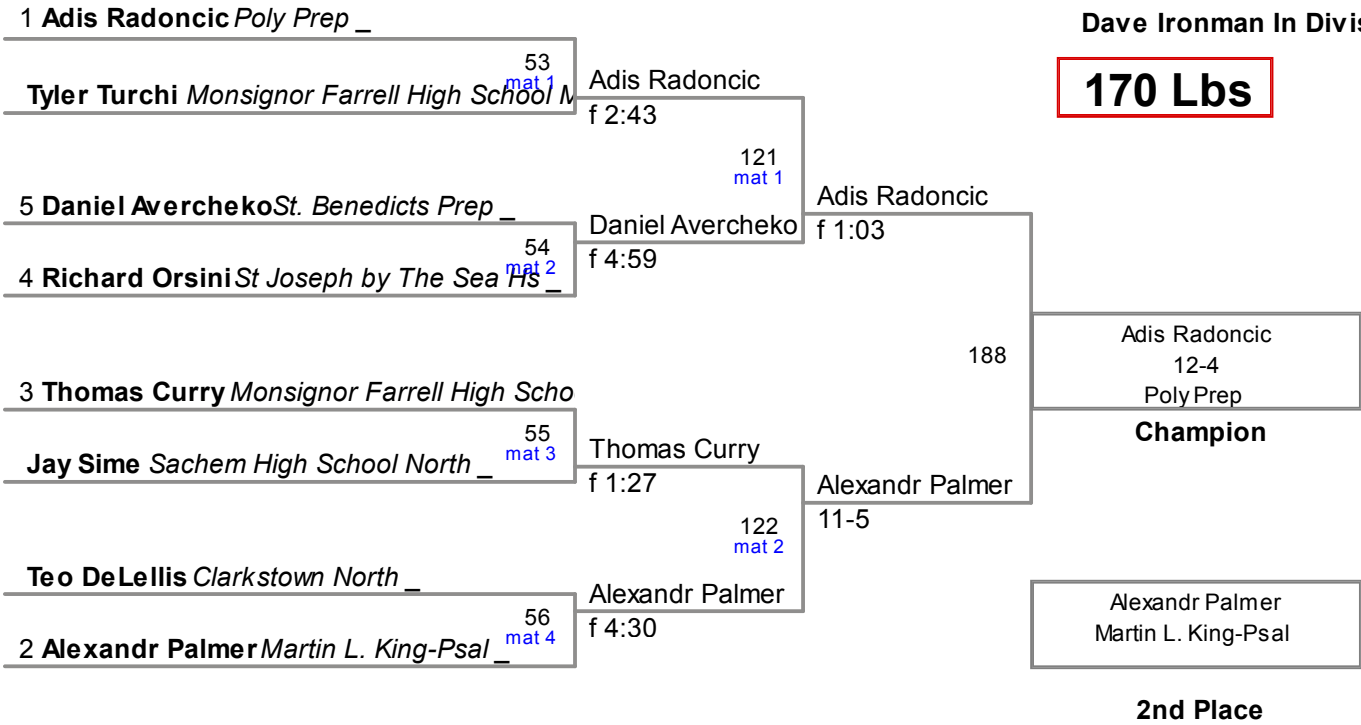 1 Adis Radoncic Poly Prep _
Dave Ironman In Divis
53
mat 1
Tyler Turchi Monsignor Farrell High School M
Adis Radoncic
f 2:43
170 Lbs
121
mat 1
5 Daniel Avercheko St. Benedicts Prep _
54
mat 2
4 Richard Orsini St Joseph by The Sea Hs _
Daniel Avercheko
f 4:59
Adis Radoncic
f 1:03
188
Adis Radoncic
12-4
Poly Prep
Champion
3 Thomas Curry Monsignor Farrell High Scho
55
mat 3
Jay Sime Sachem High School North _
Thomas Curry
f 1:27
122
mat 2
Alexandr Palmer
11-5
Teo DeLellis Clarkstown North _
56
mat 4
2 Alexandr Palmer Martin L. King-Psal _
Alexandr Palmer
f 4:30
Alexandr Palmer
Martin L. King-Psal
2nd Place